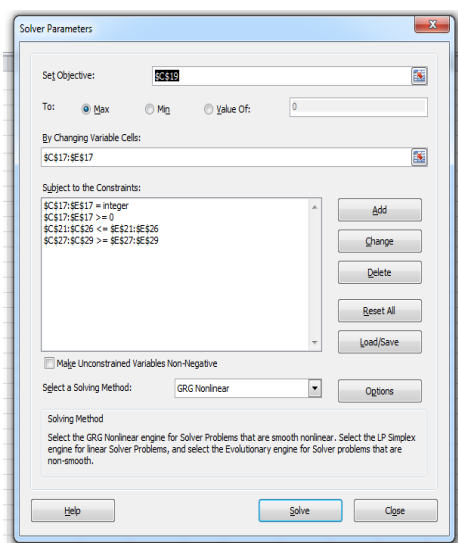 Solver Parameters
Set Objective:
$C$19
To:
Max
Min
Value Of:
0
By Changing Variable Cells:
$C$17:$E$17
Subject to the Constraints:
$C$17:$E$17 = integer
$C$17:$E$17 >= 0
$C$21:$C$26 <= $E$21:$E$26
$C$27:$C$29 >= $E$27:$E$29
Add
Change
Delete
Reset All
Load/Save
Make Unconstrained Variables Non-Negative
Select a Solving Method:
GRG Nonlinear
Options
Solving Method
Select the GRG Nonlinear engine for Solver Problems that are smooth nonlinear. Select the LP Simplex
engine for linear Solver Problems, and select the Evolutionary engine for Solver problems that are
non-smooth.
Help
Solve
Close